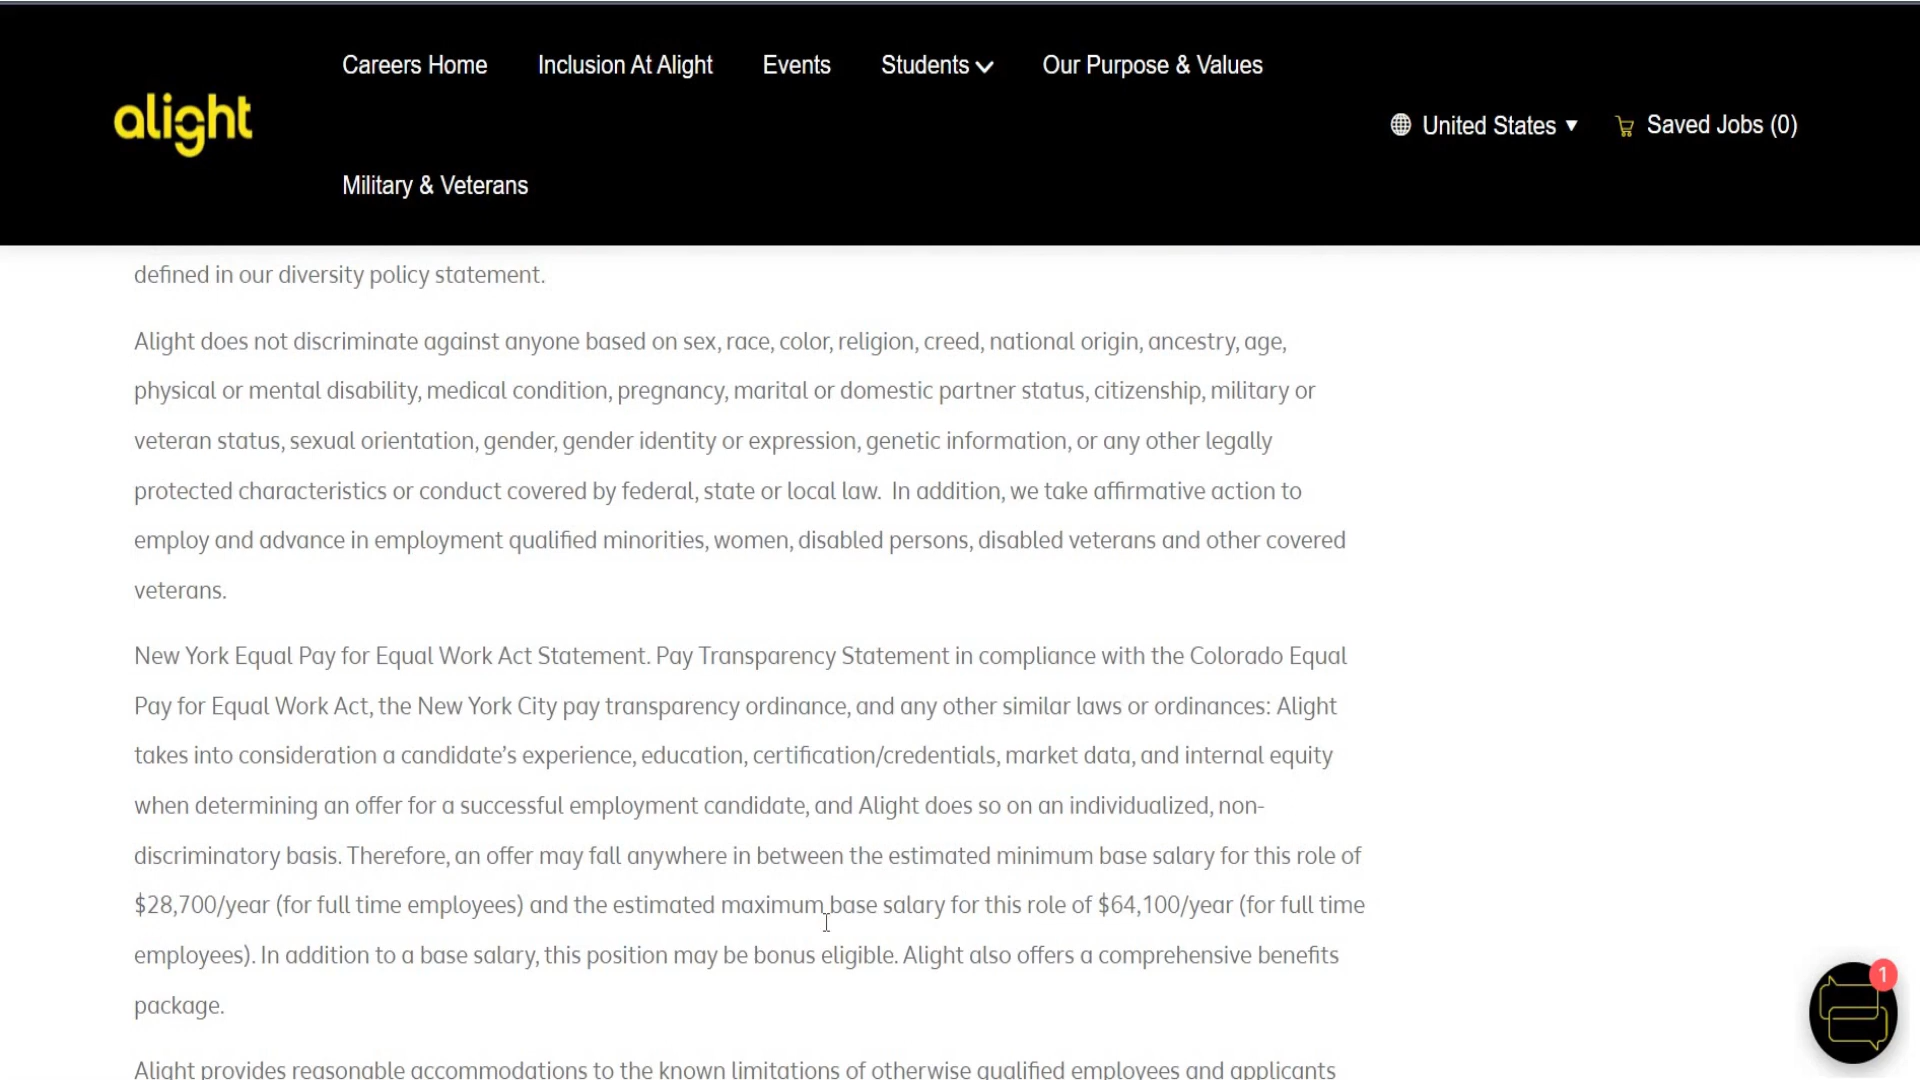 Careers Home
Inclusion At Alight
Events
Students
Our Purpose & Values
alight
United States
Saved Jobs (0)
Military & Veterans
defined in our diversity policy statement.
Alight does not discriminate against anyone based on sex, race, color, religion, creed, national origin, ancestry, age,
physical or mental disability, medical condition, pregnancy, marital or domestic partner status, citizenship, military or
veteran status, sexual orientation, gender, gender identity or expression, genetic information, or any other legally
protected characteristics or conduct covered by federal, state or local law.  In addition, we take affirmative action to
employ and advance in employment qualified minorities, women, disabled persons, disabled veterans and other covered
veterans.
New York Equal Pay for Equal Work Act Statement. Pay Transparency Statement in compliance with the Colorado Equal
Pay for Equal Work Act, the New York City pay transparency ordinance, and any other similar laws or ordinances: Alight
takes into consideration a candidate’s experience, education, certification/credentials, market data, and internal equity
when determining an offer for a successful employment candidate, and Alight does so on an individualized, non-
discriminatory basis. Therefore, an offer may fall anywhere in between the estimated minimum base salary for this role of
$28,700/year (for full time employees) and the estimated maximum base salary for this role of $64,100/year (for full time
employees). In addition to a base salary, this position may be bonus eligible. Alight also offers a comprehensive benefits
package.
1
Alight provides reasonable accommodations to the known limitations of otherwise qualified employees and applicants